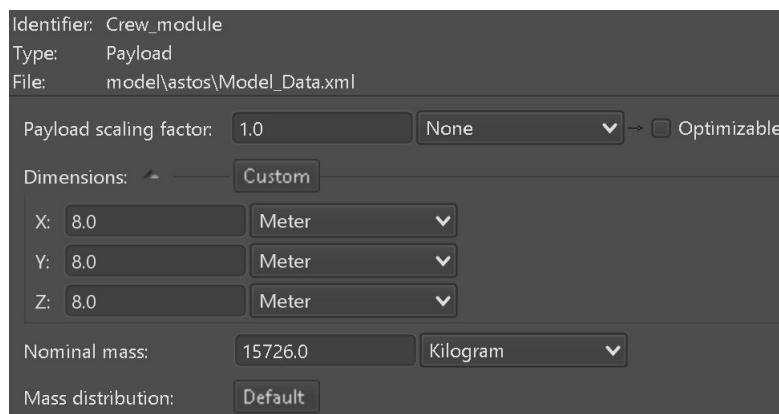 Identifier: Crew_module
Type: Payload
File: model\astos\Model_Data.xml
Payload scaling factor: 1.0 None Optimizable
Dimensions: Custom
X: 8.0 Meter
Y: 8.0 Meter
Z: 8.0 Meter
Nominal mass: 15726.0 Kilogram
Mass distribution: Default